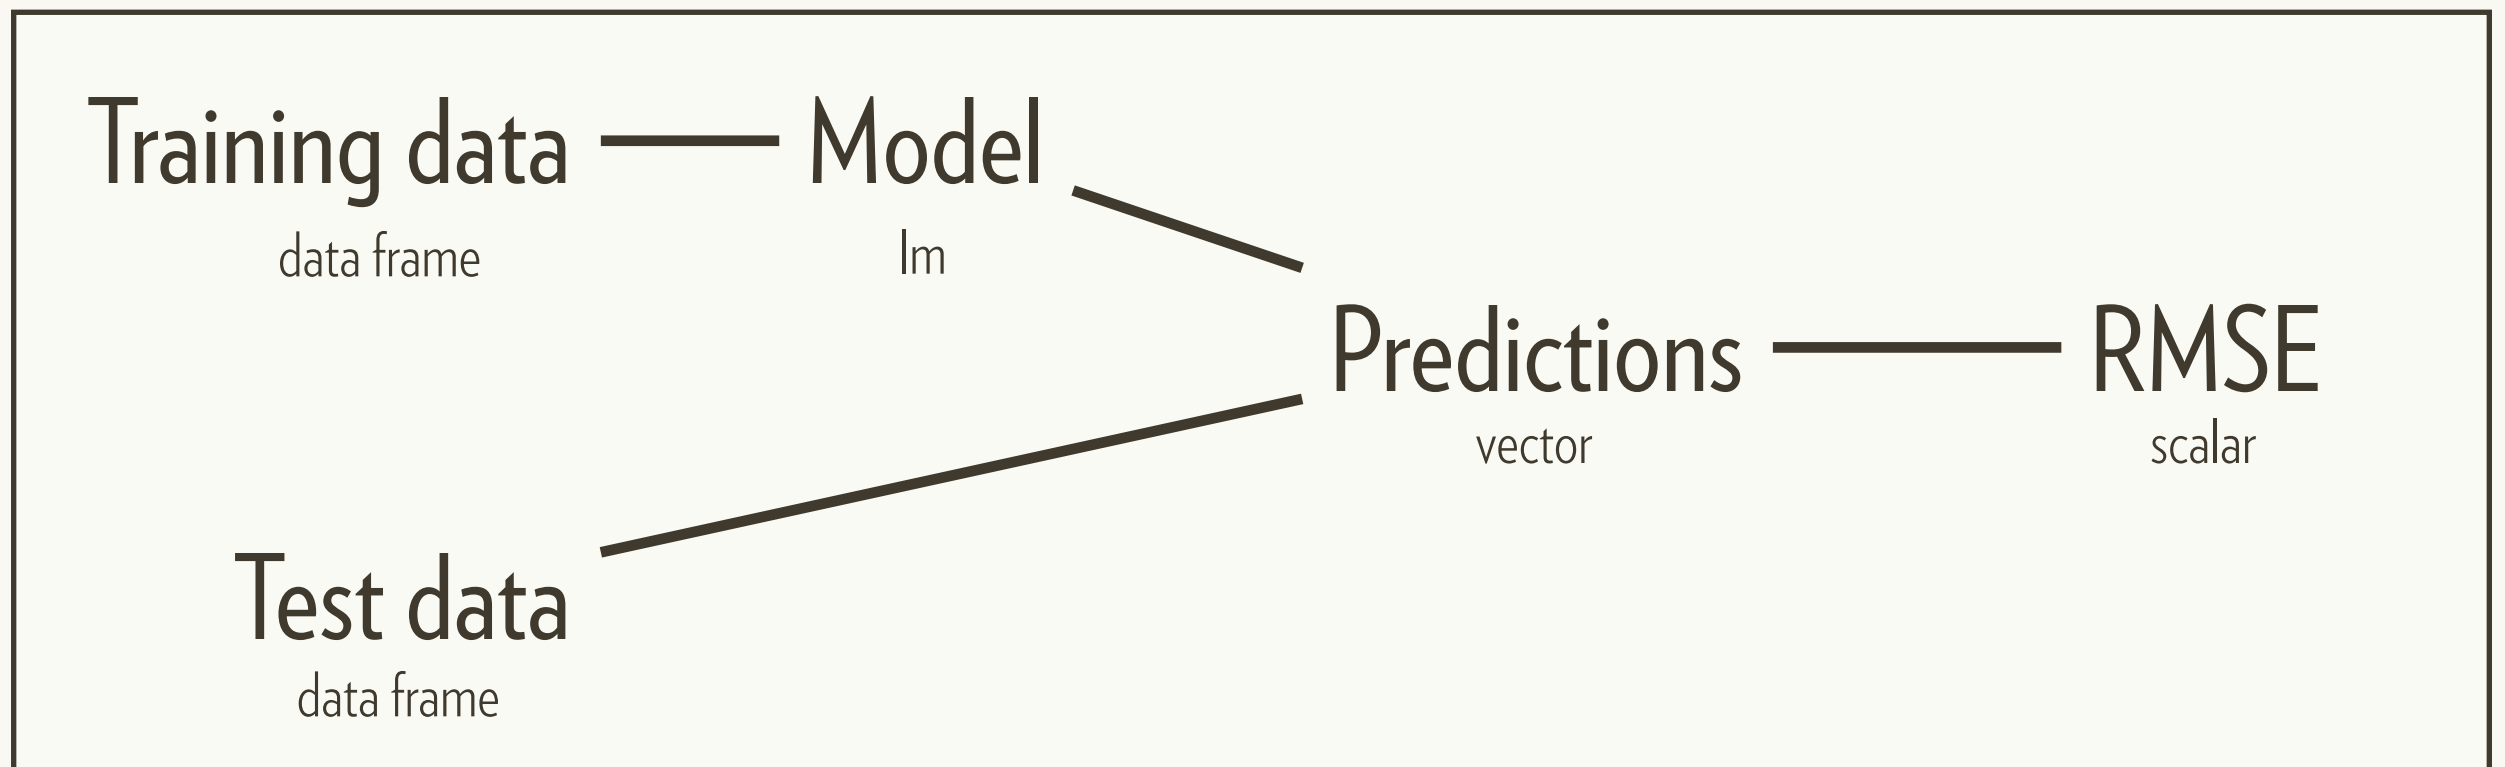 Training data
data frame
Model
lm
Predictions
vector
RMSE
scalar
Test data
data frame